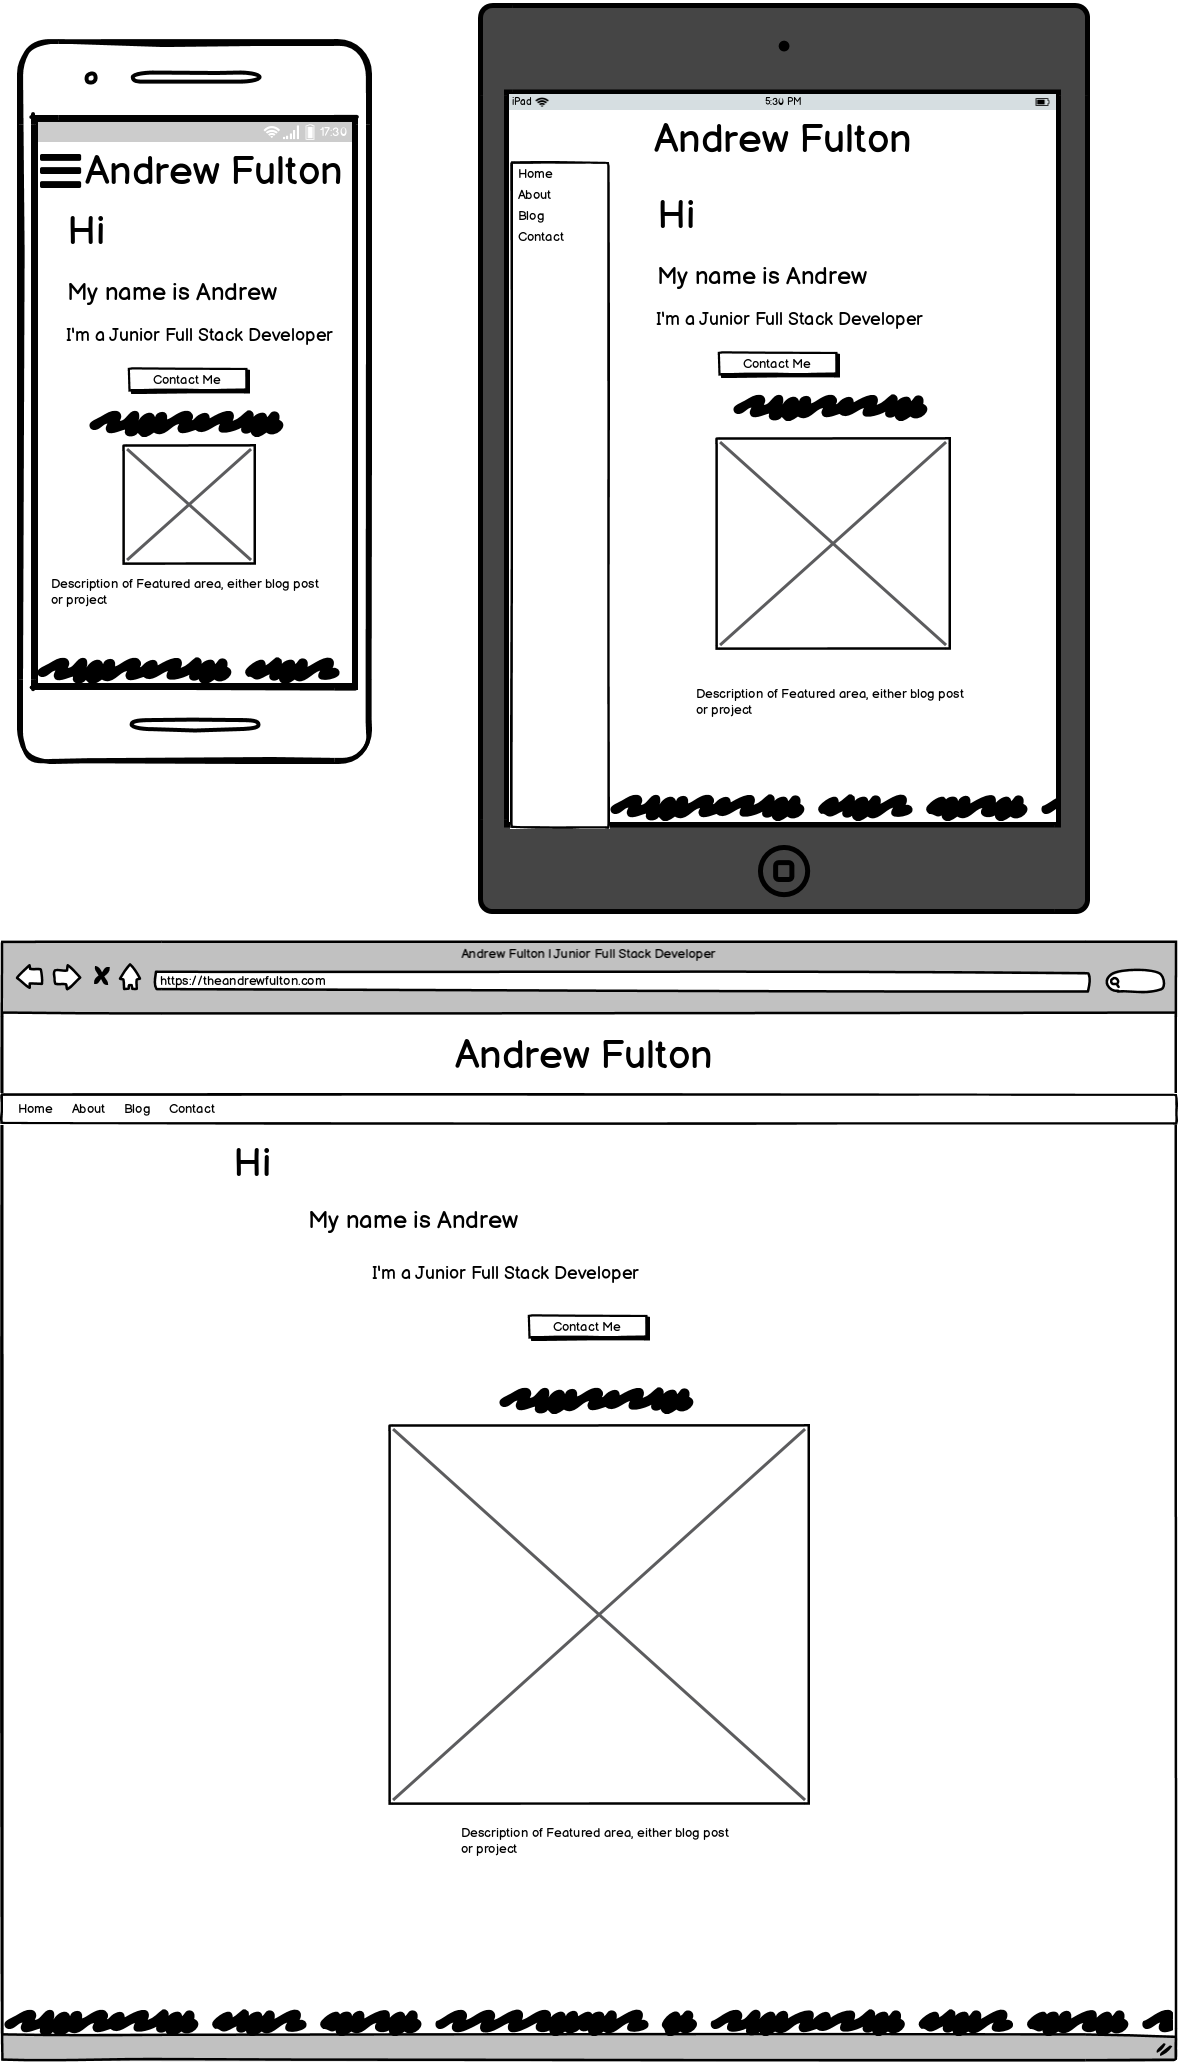 17:30
Andrew Fulton
Hi
My name is Andrew
I'm a Junior Full Stack Developer
Contact Me
Description of Featured area, either blog post
or project
iPad 5:30 PM
Andrew Fulton
Home
About
Blog
Contact
Hi
My name is Andrew
I'm a Junior Full Stack Developer
Contact Me
Description of Featured area, either blog post
or project
Andrew Fulton | Junior Full Stack Developer
https://theandrewfulton.com
Andrew Fulton
Home About Blog Contact
Hi
My name is Andrew
I'm a Junior Full Stack Developer
Contact Me
Description of Featured area, either blog post
or project